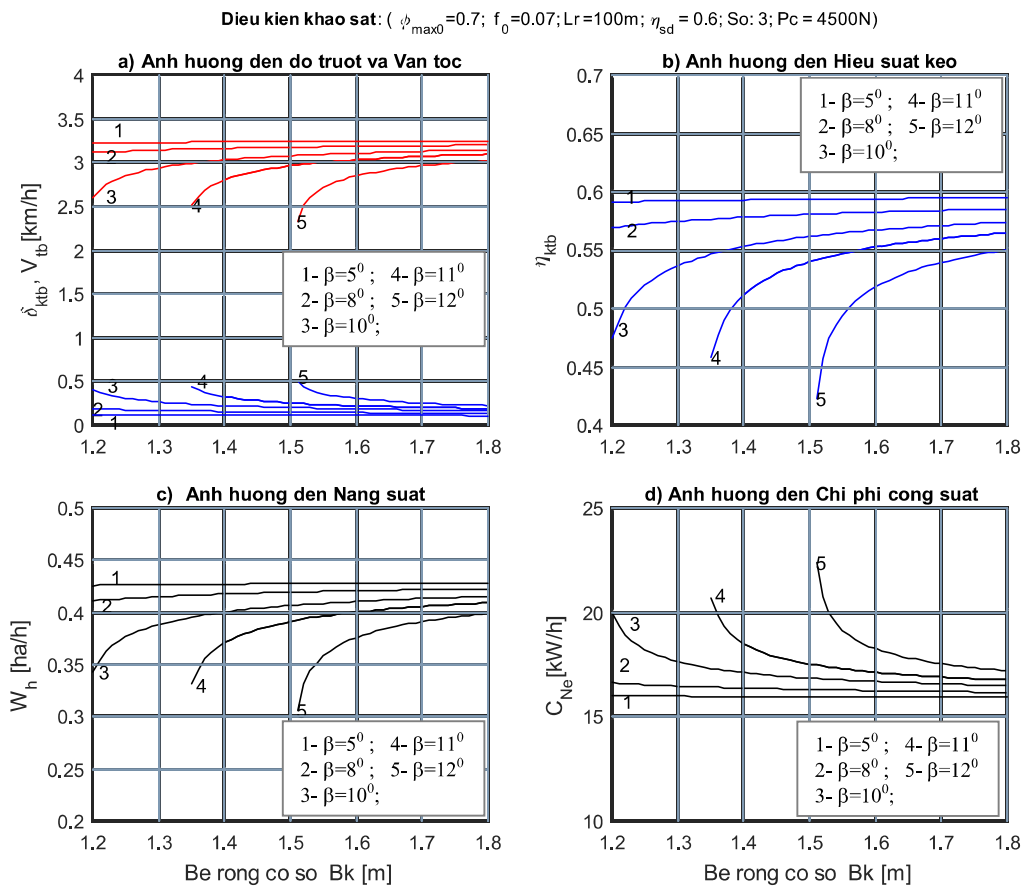 Dieu kien khao sat: ( ϕmax0=0.7; f0=0.07; Lr=100m; ηsd = 0.6; So: 3; Pc = 4500N)
a) Anh huong den do truot va Van toc
4
3.5
3
2.5
2
1.5
1
0.5
0
δktb, Vtb[km/h]
1
2
3
4
5
1- β=5⁰ ; 4- β=11⁰
2- β=8⁰ ; 5- β=12⁰
3- β=10⁰;
3
4
5
2
1
1.2 1.3 1.4 1.5 1.6 1.7 1.8
b) Anh huong den Hieu suat keo
0.7
0.65
0.6
0.55
0.5
0.45
0.4
ηktb
1- β=5⁰; 4- β=11⁰
2- β=8⁰; 5- β=12⁰
3- β=10⁰;
1
2
3
4
5
1.2 1.3 1.4 1.5 1.6 1.7 1.8
c) Anh huong den Nang suat
0.5
0.45
0.4
0.35
0.3
0.25
0.2
Wh [ha/h]
1
2
3
4
5
1- β=5⁰ ; 4- β=11⁰
2- β=8⁰ ; 5- β=12⁰
3- β=10⁰;
1.2 1.3 1.4 1.5 1.6 1.7 1.8
Be rong co so Bk [m]
d) Anh huong den Chi phi cong suat
25
20
15
10
CNe[kW/h]
5
4
3
2
1
1- β=5⁰ ; 4- β=11⁰
2- β=8⁰ ; 5- β=12⁰
3- β=10⁰;
1.2 1.3 1.4 1.5 1.6 1.7 1.8
Be rong co so Bk [m]